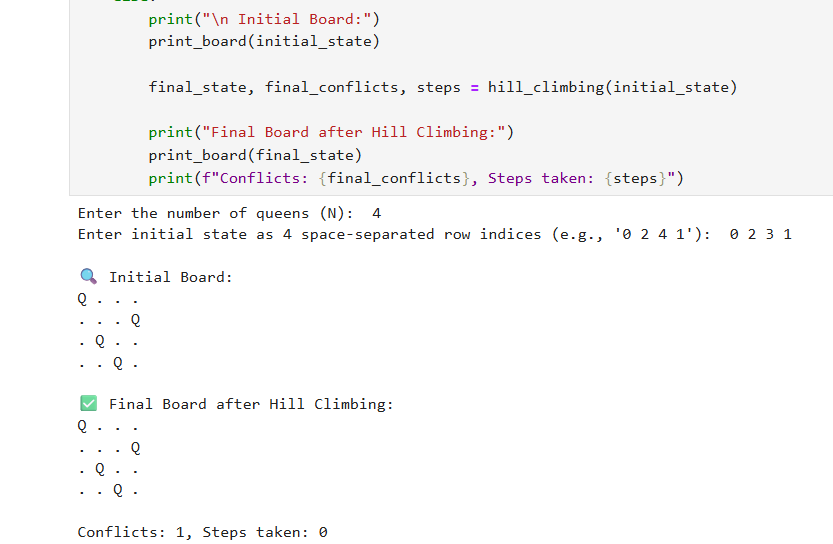 print("\n Initial Board:")
print_board(initial_state)
final_state, final_conflicts, steps = hill_climbing(initial_state)
print("Final Board after Hill Climbing:")
print_board(final_state)
print(f"Conflicts: {final_conflicts}, Steps taken: {steps}")
Enter the number of queens (N):  4
Enter initial state as 4 space-separated row indices (e.g., '0 2 4 1'):  0 2 3 1
🔍 Initial Board:
Q . . .
. . . Q
. Q . .
. . Q .
✅ Final Board after Hill Climbing:
Q . . .
. . . Q
. Q . .
. . Q .
Conflicts: 1, Steps taken: 0